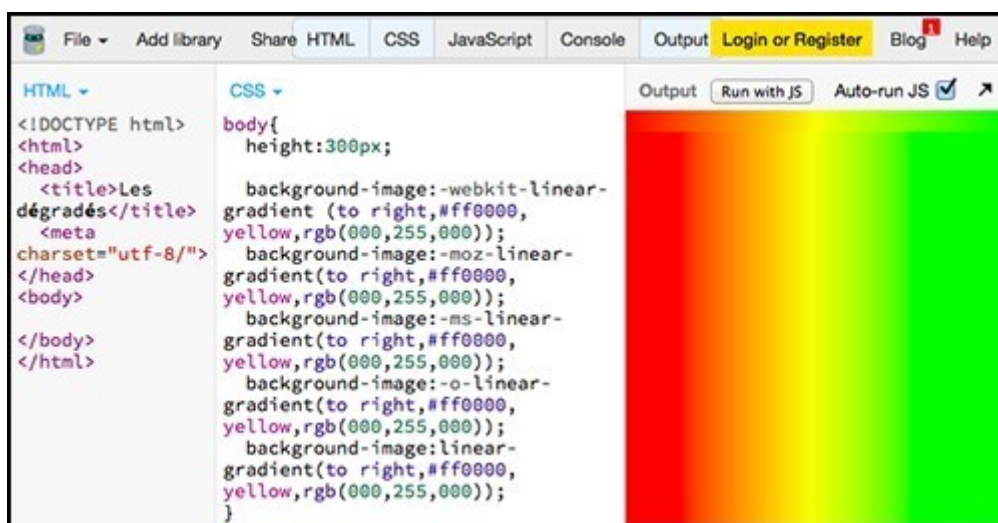 File Add library Share HTML CSS JavaScript Console Output Login or Register Blog 1 Help
HTML
<!DOCTYPE html>
<html>
<head>
<title>Les
dégradés</title>
<meta
charset="utf-8/">
</head>
<body>
</body>
</html>
CSS
body{
height:300px;
background-image:-webkit-linear-
gradient (to right,#ff0000,
yellow,rgb(000,255,000));
background-image:-moz-linear-
gradient(to right,#ff0000,
yellow,rgb(000,255,000));
background-image:-ms-linear-
gradient(to right,#ff0000,
yellow,rgb(000,255,000));
background-image:-o-linear-
gradient(to right,#ff0000,
yellow,rgb(000,255,000));
background-image:linear-
gradient(to right,#ff0000,
yellow,rgb(000,255,000));
}
Output Run with JS Auto-run JS